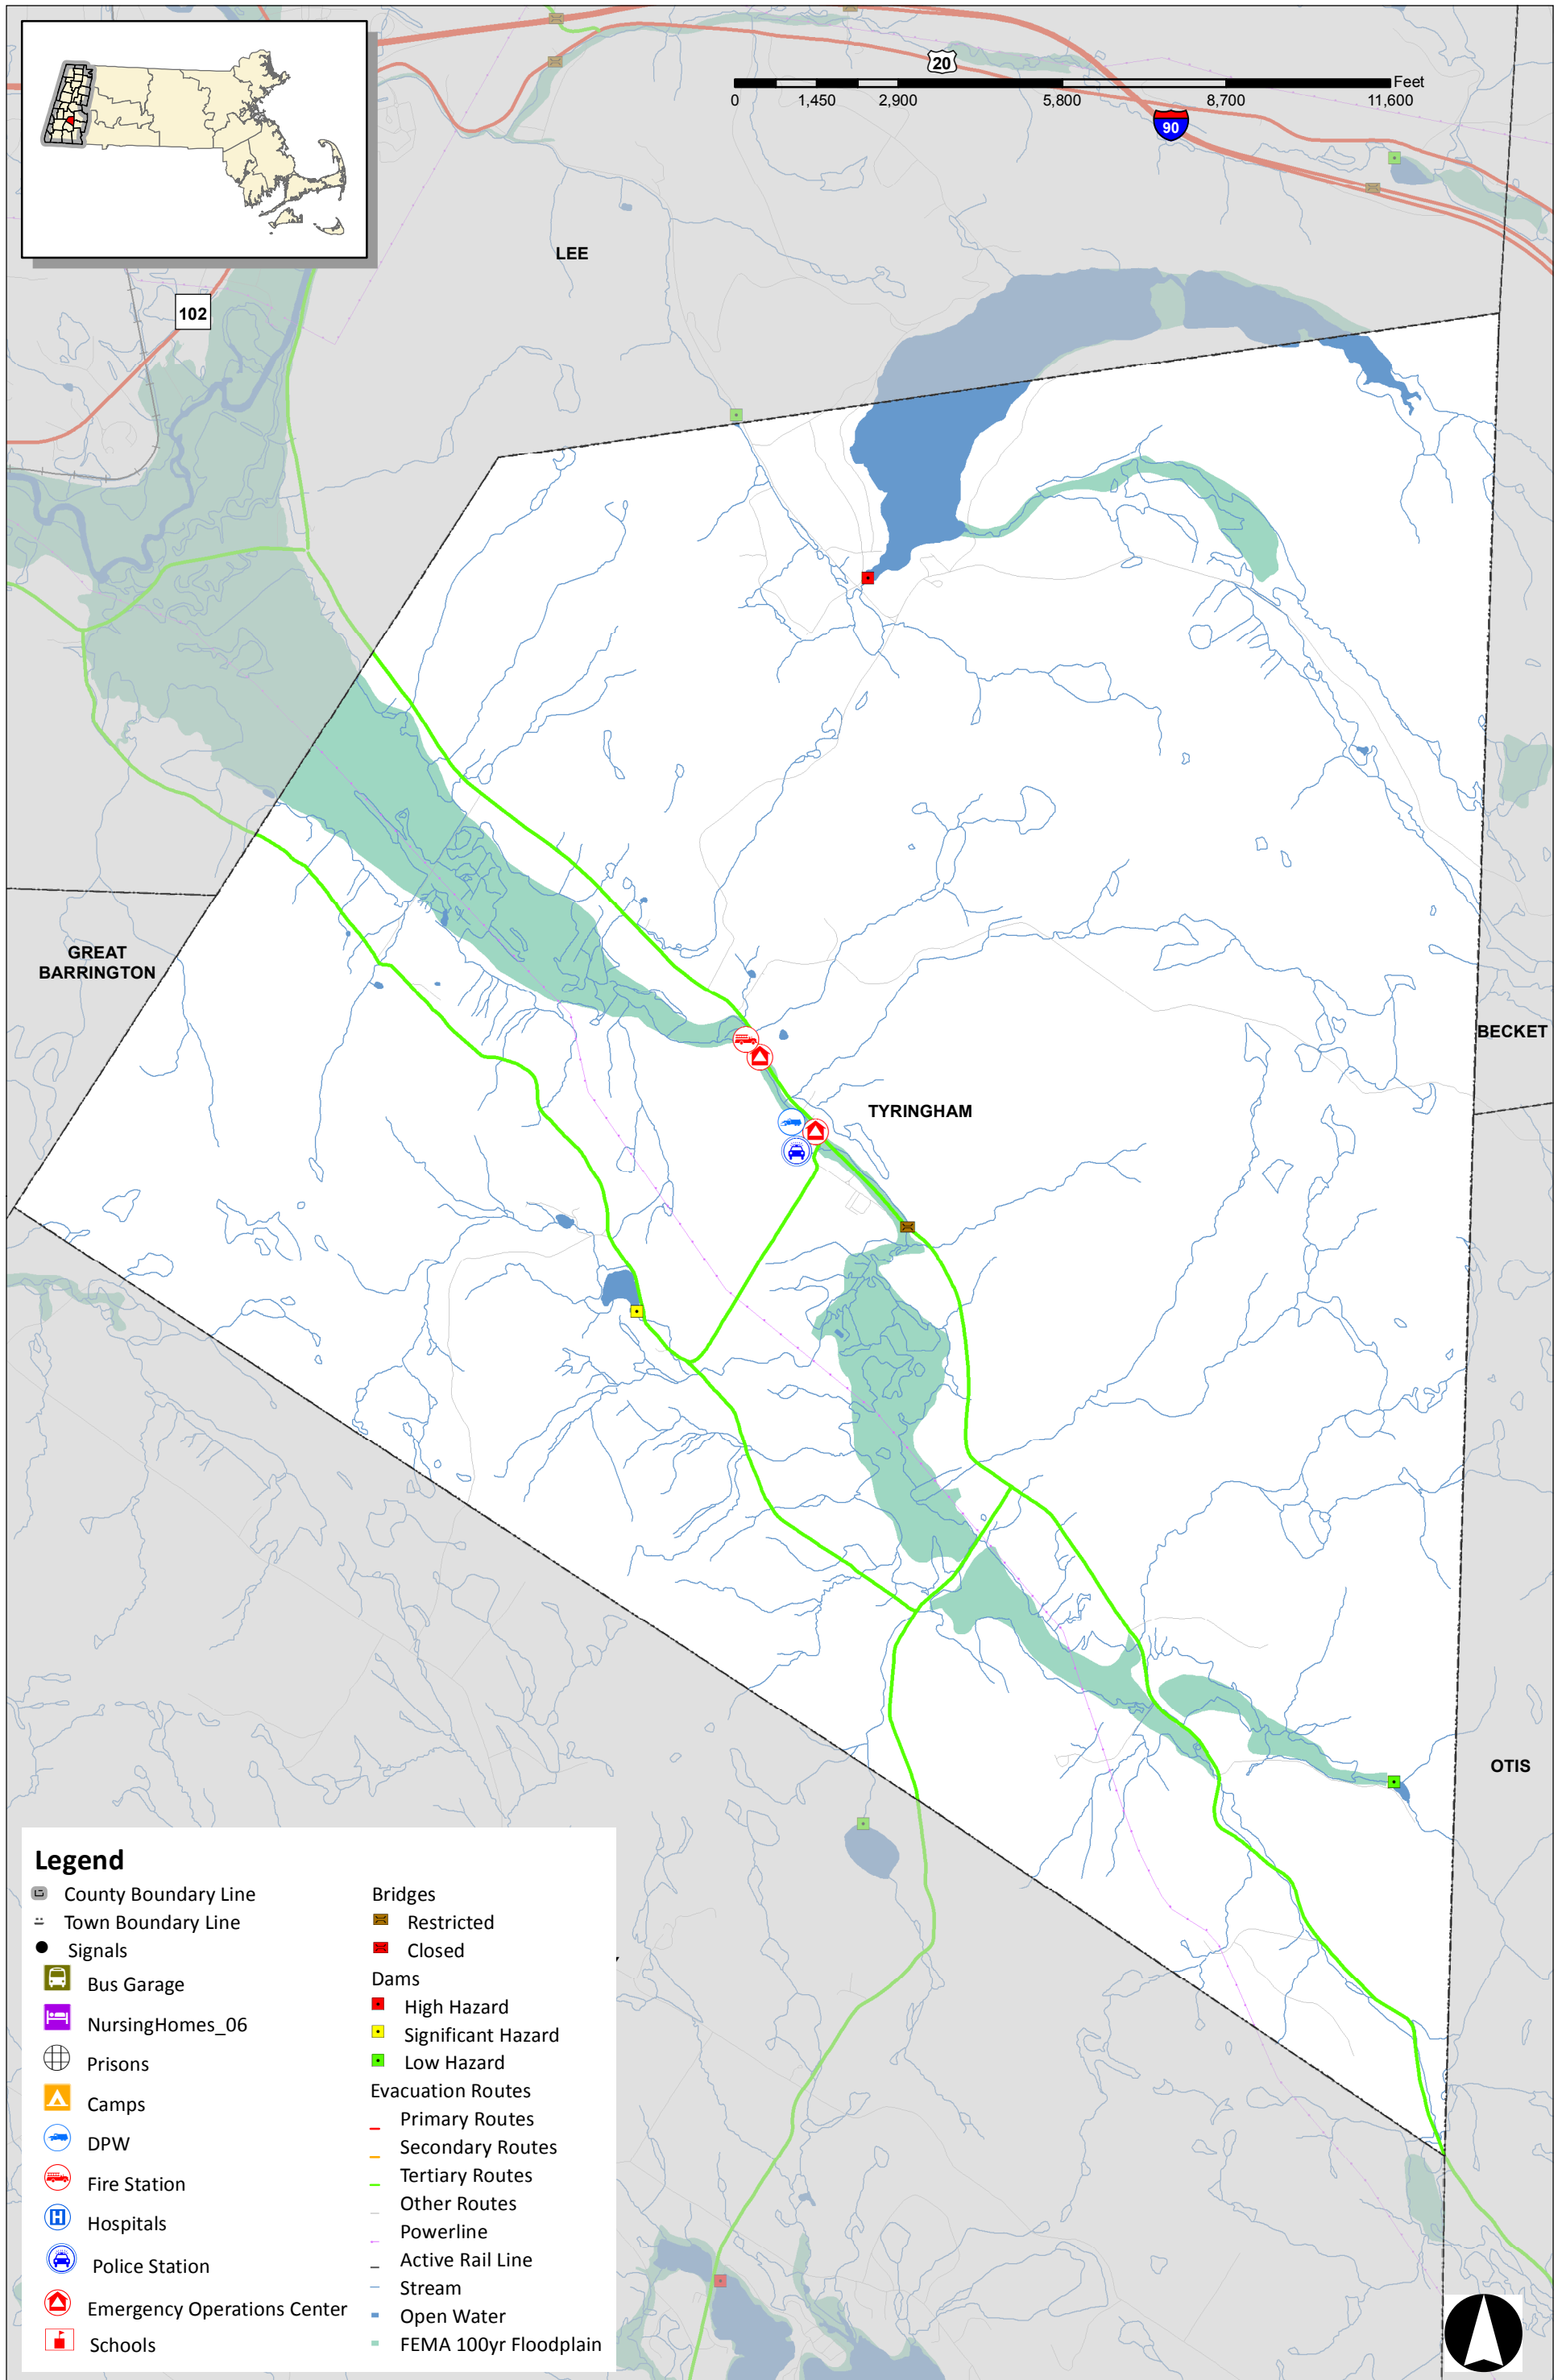 20
Feet
0 1,450 2,900 5,800 8,700 11,600
90
LEE
102
GREAT
BARRINGTON
BECKET
TYRINGHAM
OTIS
Legend
County Boundary Line
Town Boundary Line
Signals
Bus Garage
NursingHomes_06
Prisons
Camps
DPW
Fire Station
H
Hospitals
Police Station
Emergency Operations Center
Schools
Bridges
Restricted
Closed
Dams
High Hazard
Significant Hazard
Low Hazard
Evacuation Routes
Primary Routes
Secondary Routes
Tertiary Routes
Other Routes
Powerline
Active Rail Line
Stream
Open Water
FEMA 100yr Floodplain